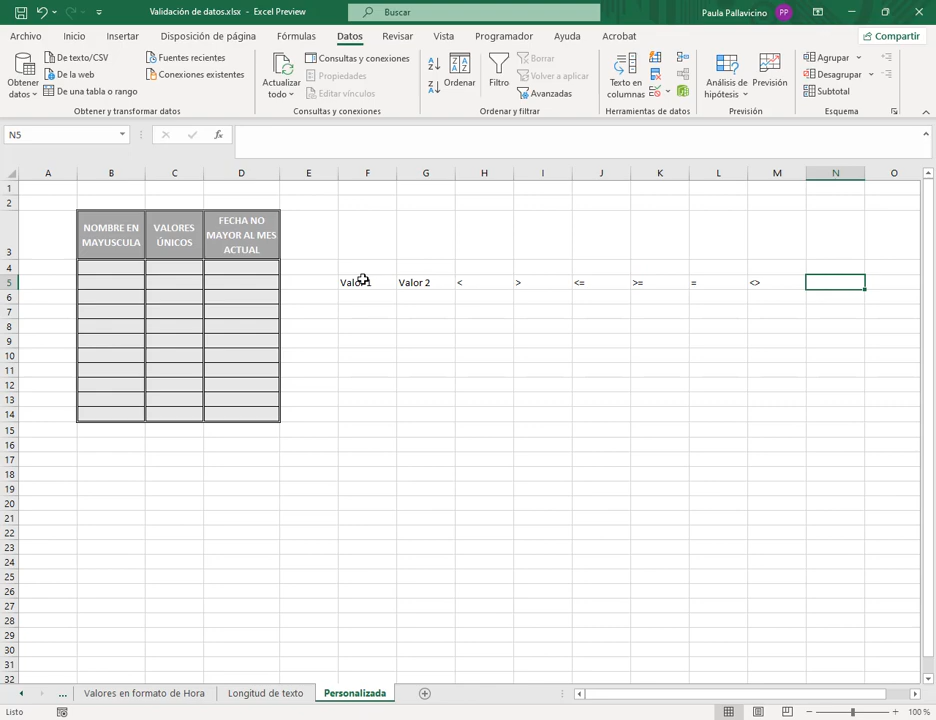 Validación de datos.xlsx - Excel Preview
Buscar
Paula Pallavicino
PP
Archivo
Inicio
Insertar
Disposición de página
Fórmulas
Datos
Revisar
Vista
Programador
Ayuda
Acrobat
Compartir
Obtener datos
De texto/CSV
De la web
De una tabla o rango
Fuentes recientes
Conexiones existentes
Obtener y transformar datos
Actualizar todo
Consultas y conexiones
Propiedades
Editar vínculos
Consultas y conexiones
Ordenar
Filtro
Borrar
Volver a aplicar
Avanzadas
Ordenar y filtrar
Texto en columnas
Herramientas de datos
Análisis de hipótesis
Previsión
Previsión
Agrupar
Desagrupar
Subtotal
Esquema
N5
fx
A B C D E F G H I J K L M N O
1
2
3
NOMBRE EN MAYUSCULA
VALORES ÚNICOS
FECHA NO MAYOR AL MES ACTUAL
4
5 Valor 1 Valor 2 < > <= >= = <>
6
7
8
9
10
11
12
13
14
15
16
17
18
19
20
21
22
23
24
25
26
27
28
29
30
31
32
...
Valores en formato de Hora
Longitud de texto
Personalizada
Listo
100 %